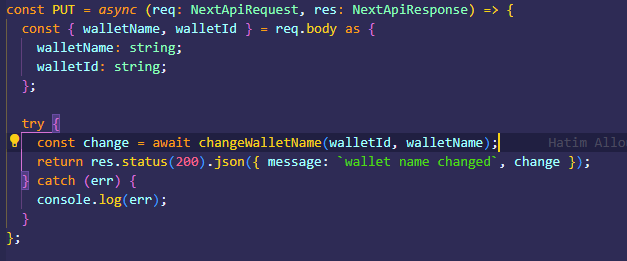 const PUT = async (req: NextApiRequest, res: NextApiResponse) => {
const { walletName, walletId } = req.body as {
walletName: string;
walletId: string;
};
try {
const change = await changeWalletName(walletId, walletName); Hatim Allou
return res.status(200).json({ message: `wallet name changed`, change });
} catch (err) {
console.log(err);
}
};